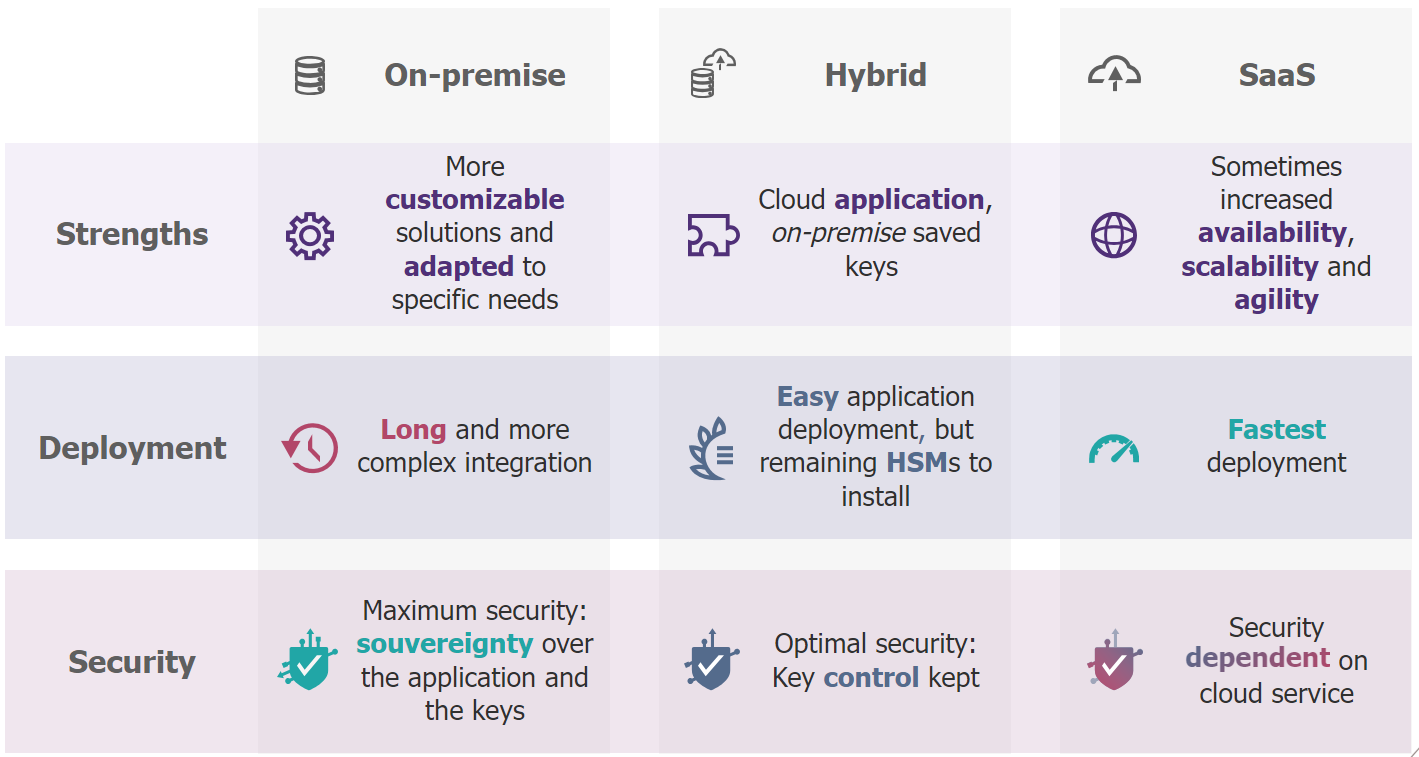 On-premise
Hybrid
SaaS
Strengths
More
customizable
solutions and
adapted to
specific needs
Cloud application,
on-premise saved
keys
Sometimes
increased
availability,
scalability and
agility
Deployment
Long and more
complex integration
Easy application
deployment, but
remaining HSMs to
install
Fastest
deployment
Security
Maximum security:
souvereignty over
the application and
the keys
Optimal security:
Key control kept
Security
dependent on
cloud service